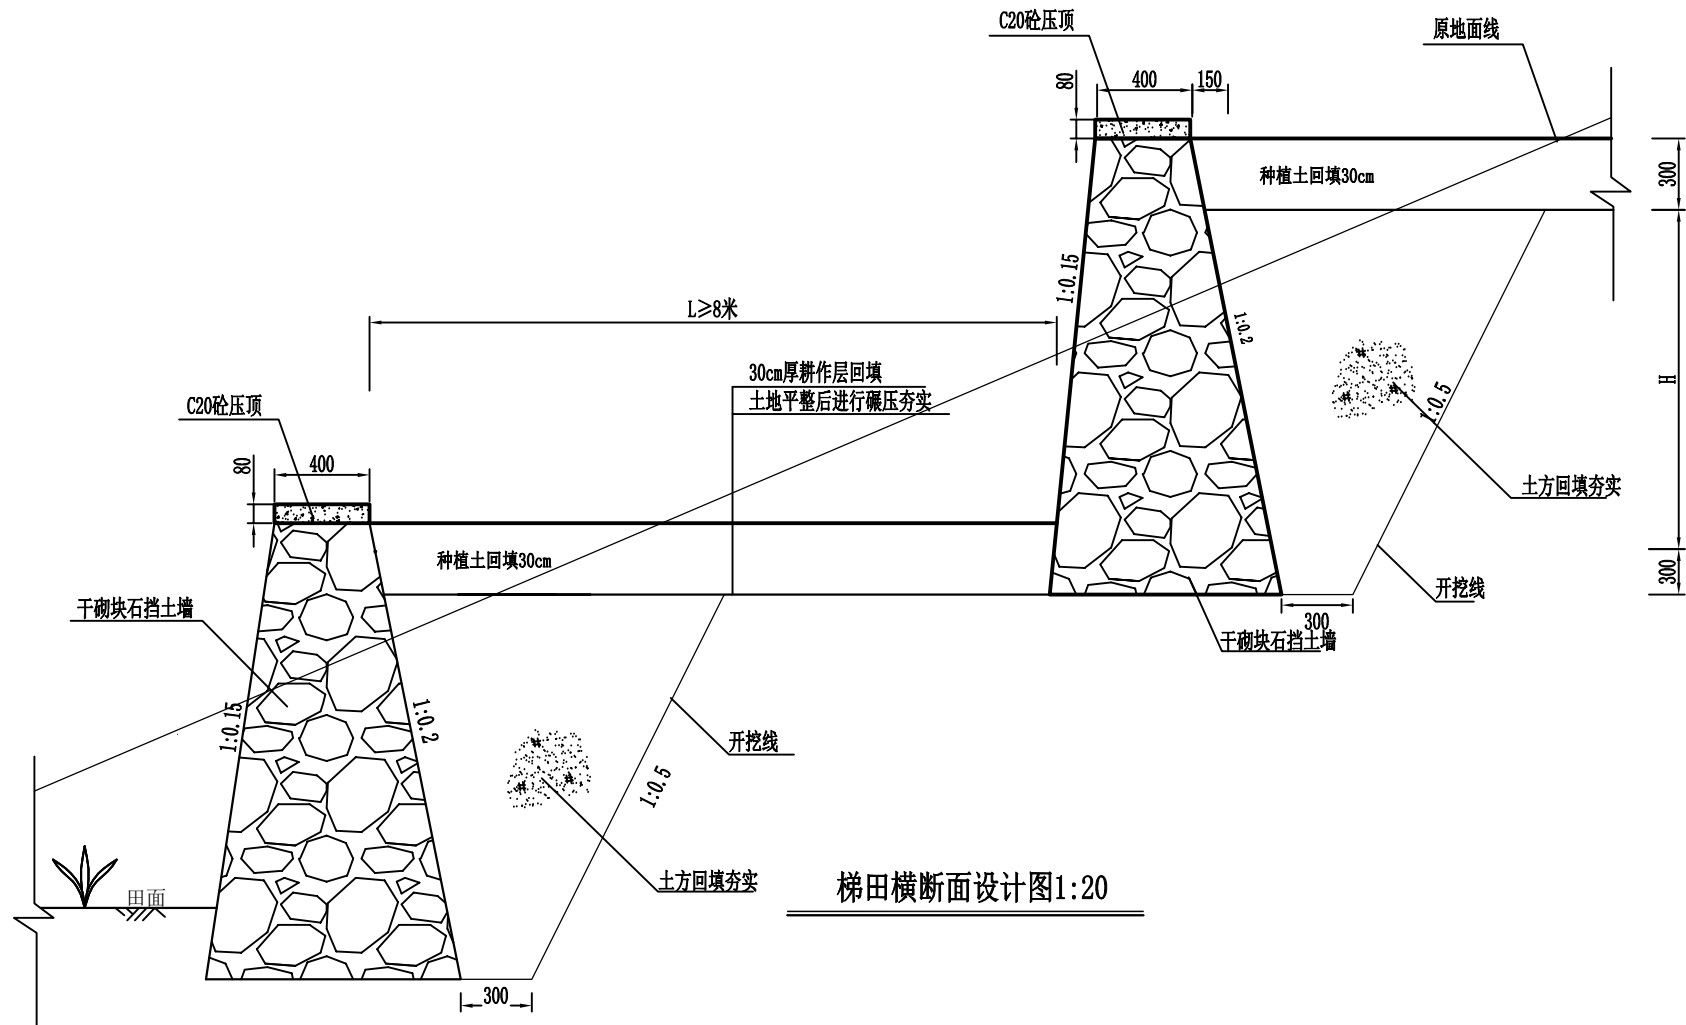 C20砼压顶
原地面线
80
400
150
种植土回填30cm
300
1:0.15
L≥8米
1:0.2
30cm厚耕作层回填
土地平整后进行碾压夯实
H
1:0.5
C20砼压顶
80
400
土方回填夯实
种植土回填30cm
300
开挖线
干砌块石挡土墙
300
干砌块石挡土墙
1:0.15
1:0.2
开挖线
1:0.5
土方回填夯实
梯田横断面设计图1:20
田面
300